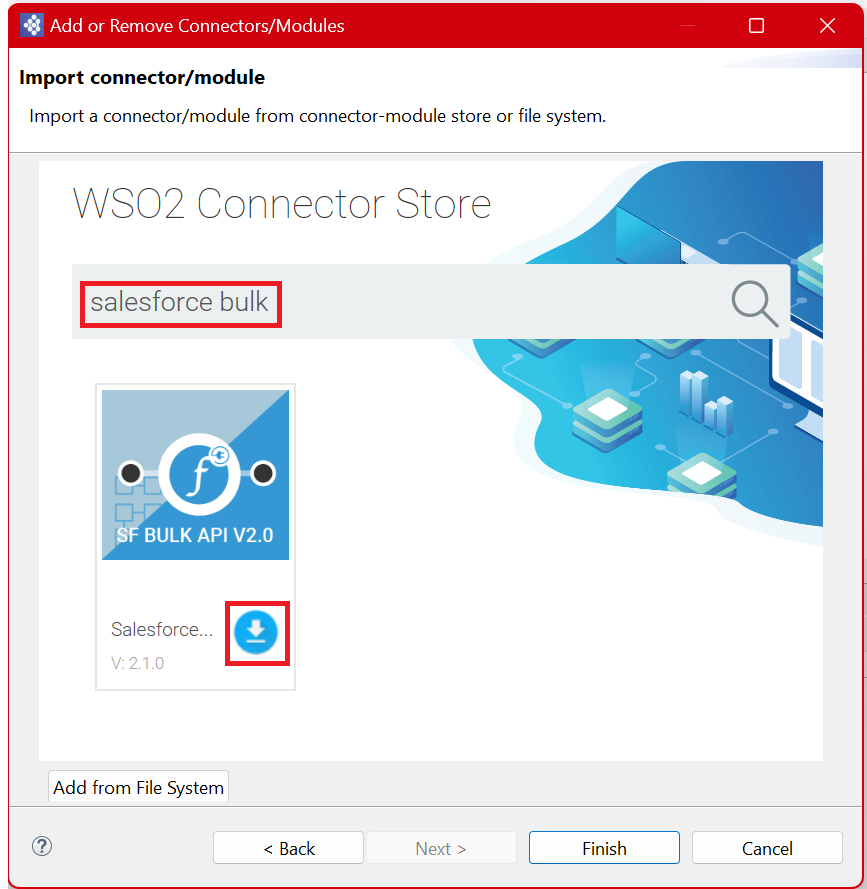 Add or Remove Connectors/Modules
Import connector/module
Import a connector/module from connector-module store or file system.
WSO2 Connector Store
salesforce bulk
f
SF BULK API V2.0
Salesforce...
V: 2.1.0
Add from File System
?
< Back
Next >
Finish
Cancel